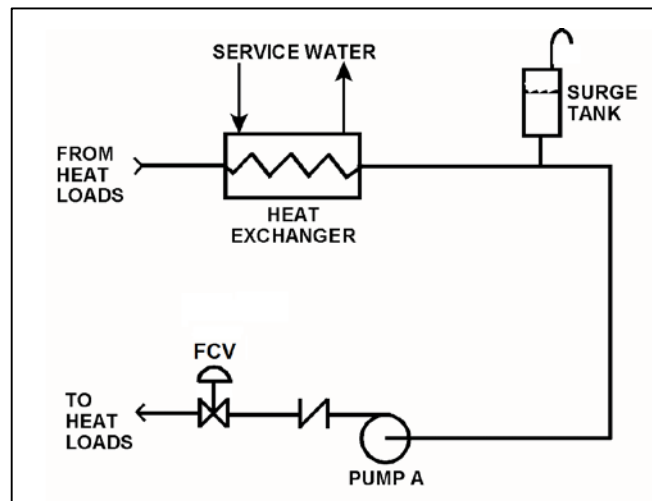 SERVICE WATER
SURGE
TANK
FROM
HEAT
LOADS
HEAT
EXCHANGER
FCV
TO
HEAT
LOADS
PUMP A